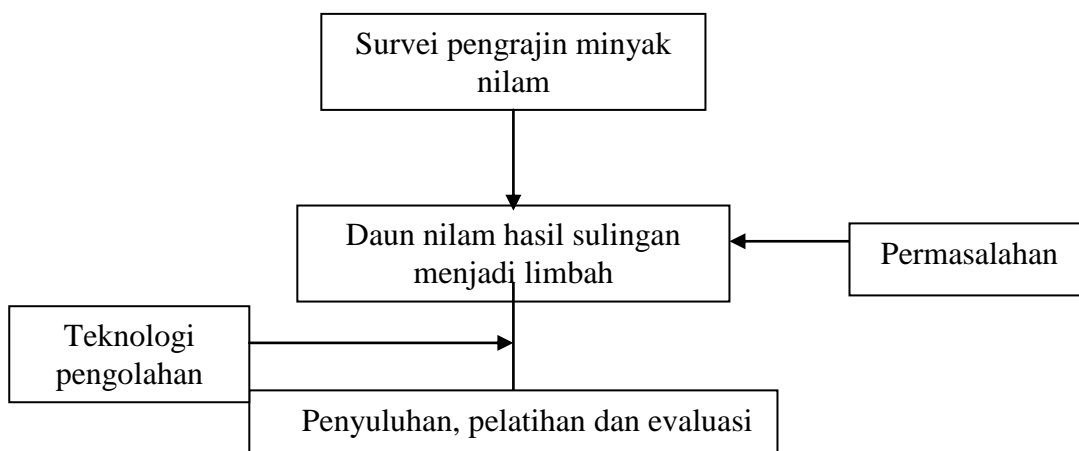 Survei pengrajin minyak
nilam
Daun nilam hasil sulingan
menjadi limbah
Permasalahan
Teknologi
pengolahan
Penyuluhan, pelatihan dan evaluasi